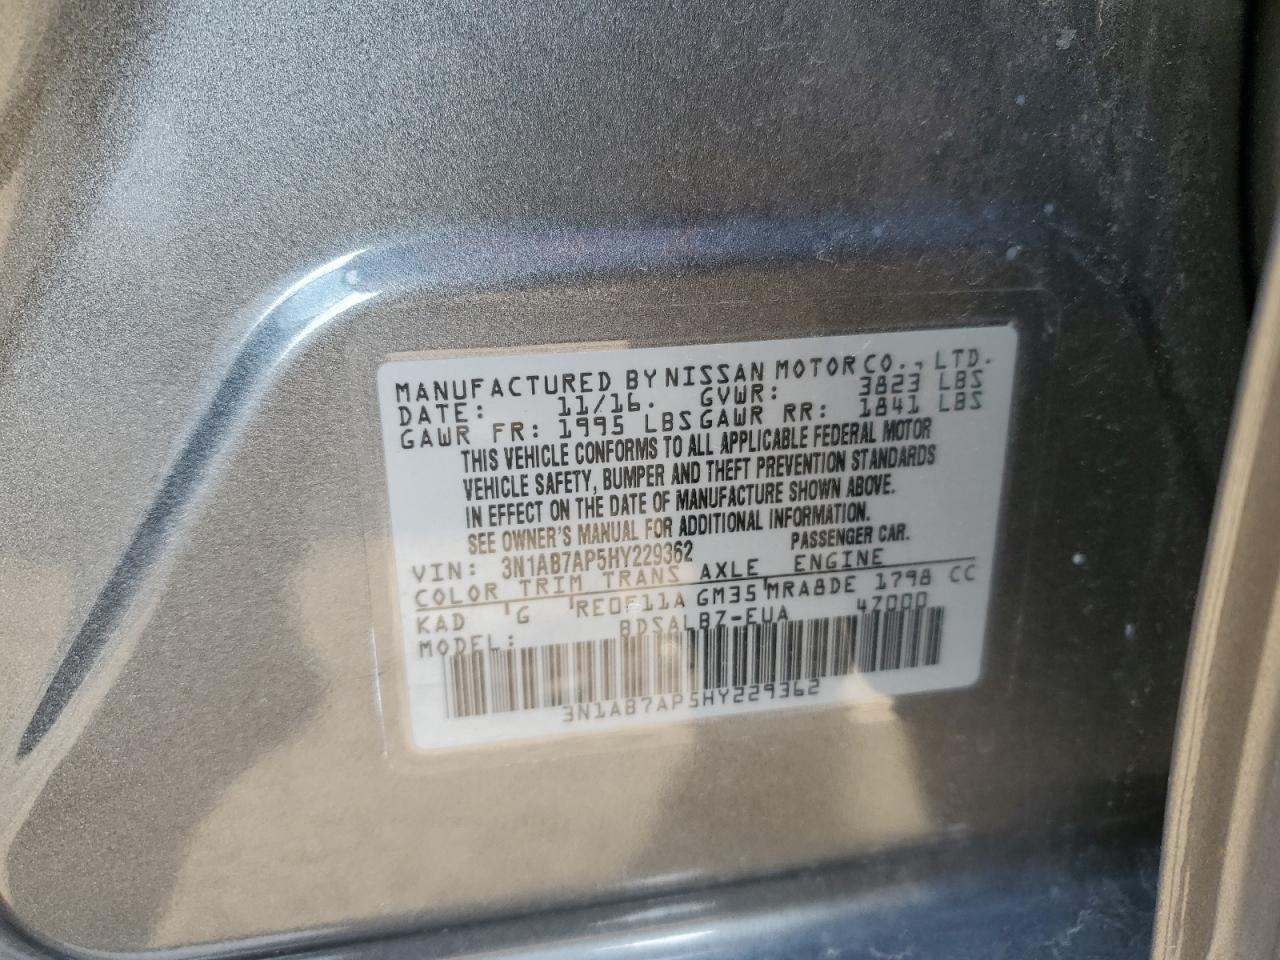 MANUFACTURED BY NISSAN MOTOR CO., LTD.
DATE: 11/16. GVWR: 3823 LBS
GAWR FR: 1995 LBS GAWR RR: 1841 LBS
THIS VEHICLE CONFORMS TO ALL APPLICABLE FEDERAL MOTOR
VEHICLE SAFETY, BUMPER AND THEFT PREVENTION STANDARDS
IN EFFECT ON THE DATE OF MANUFACTURE SHOWN ABOVE.
SEE OWNER'S MANUAL FOR ADDITIONAL INFORMATION.
VIN: 3N1AB7AP5HY229362 PASSENGER CAR.
COLOR TRIM TRANS AXLE ENGINE
KAD G RE0F11A GM35 MRA8DE 1798 CC
MODEL: BDSALBZ-EUA 47000
3N1AB7AP5HY229362